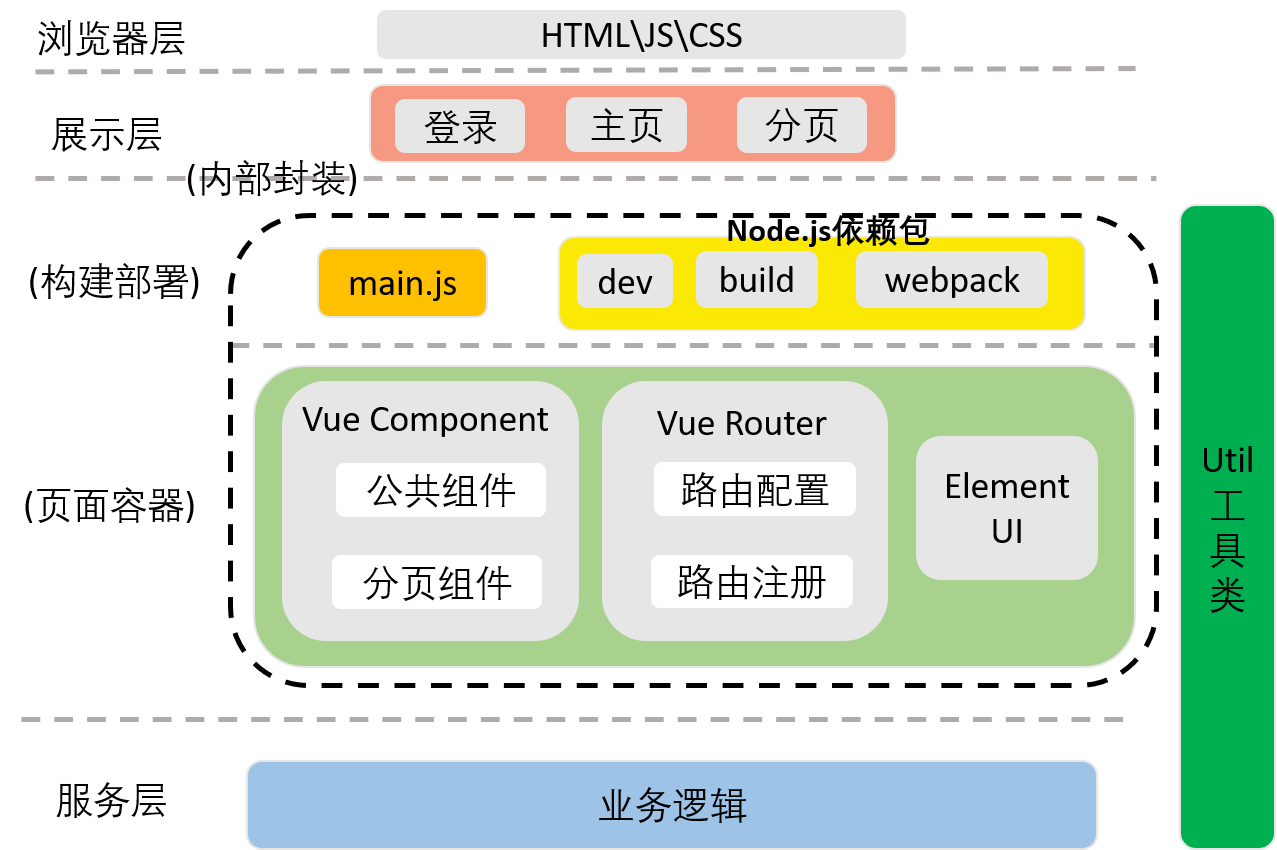 浏览器层
HTML\JS\CSS
展示层
登录
主页
分页
(内部封装)
(构建部署)
main.js
Node.js依赖包
dev
build
webpack
(页面容器)
Vue Component
公共组件
分页组件
Vue Router
路由配置
路由注册
Element
UI
Util
工
具
类
服务层
业务逻辑